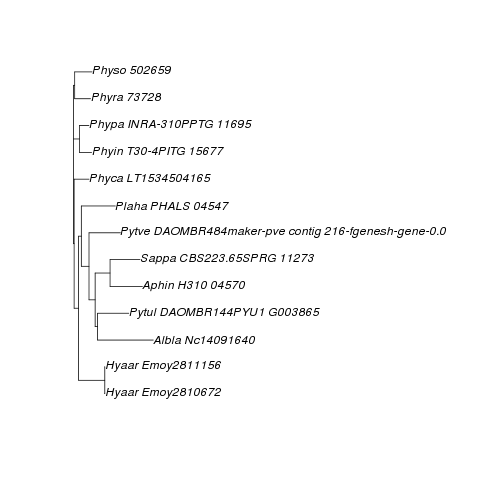 Physo 502659
Phyra 73728
Phypa INRA-310PPTG 11695
Phyin T30-4PITG 15677
Phyca LT1534504165
Plaha PHALS 04547
Pytve DAOMBR484maker-pve contig 216-fgenesh-gene-0.0
Sappa CBS223.65SPRG 11273
Aphin H310 04570
Pytul DAOMBR144PYU1 G003865
Albla Nc14091640
Hyaar Emoy2811156
Hyaar Emoy2810672